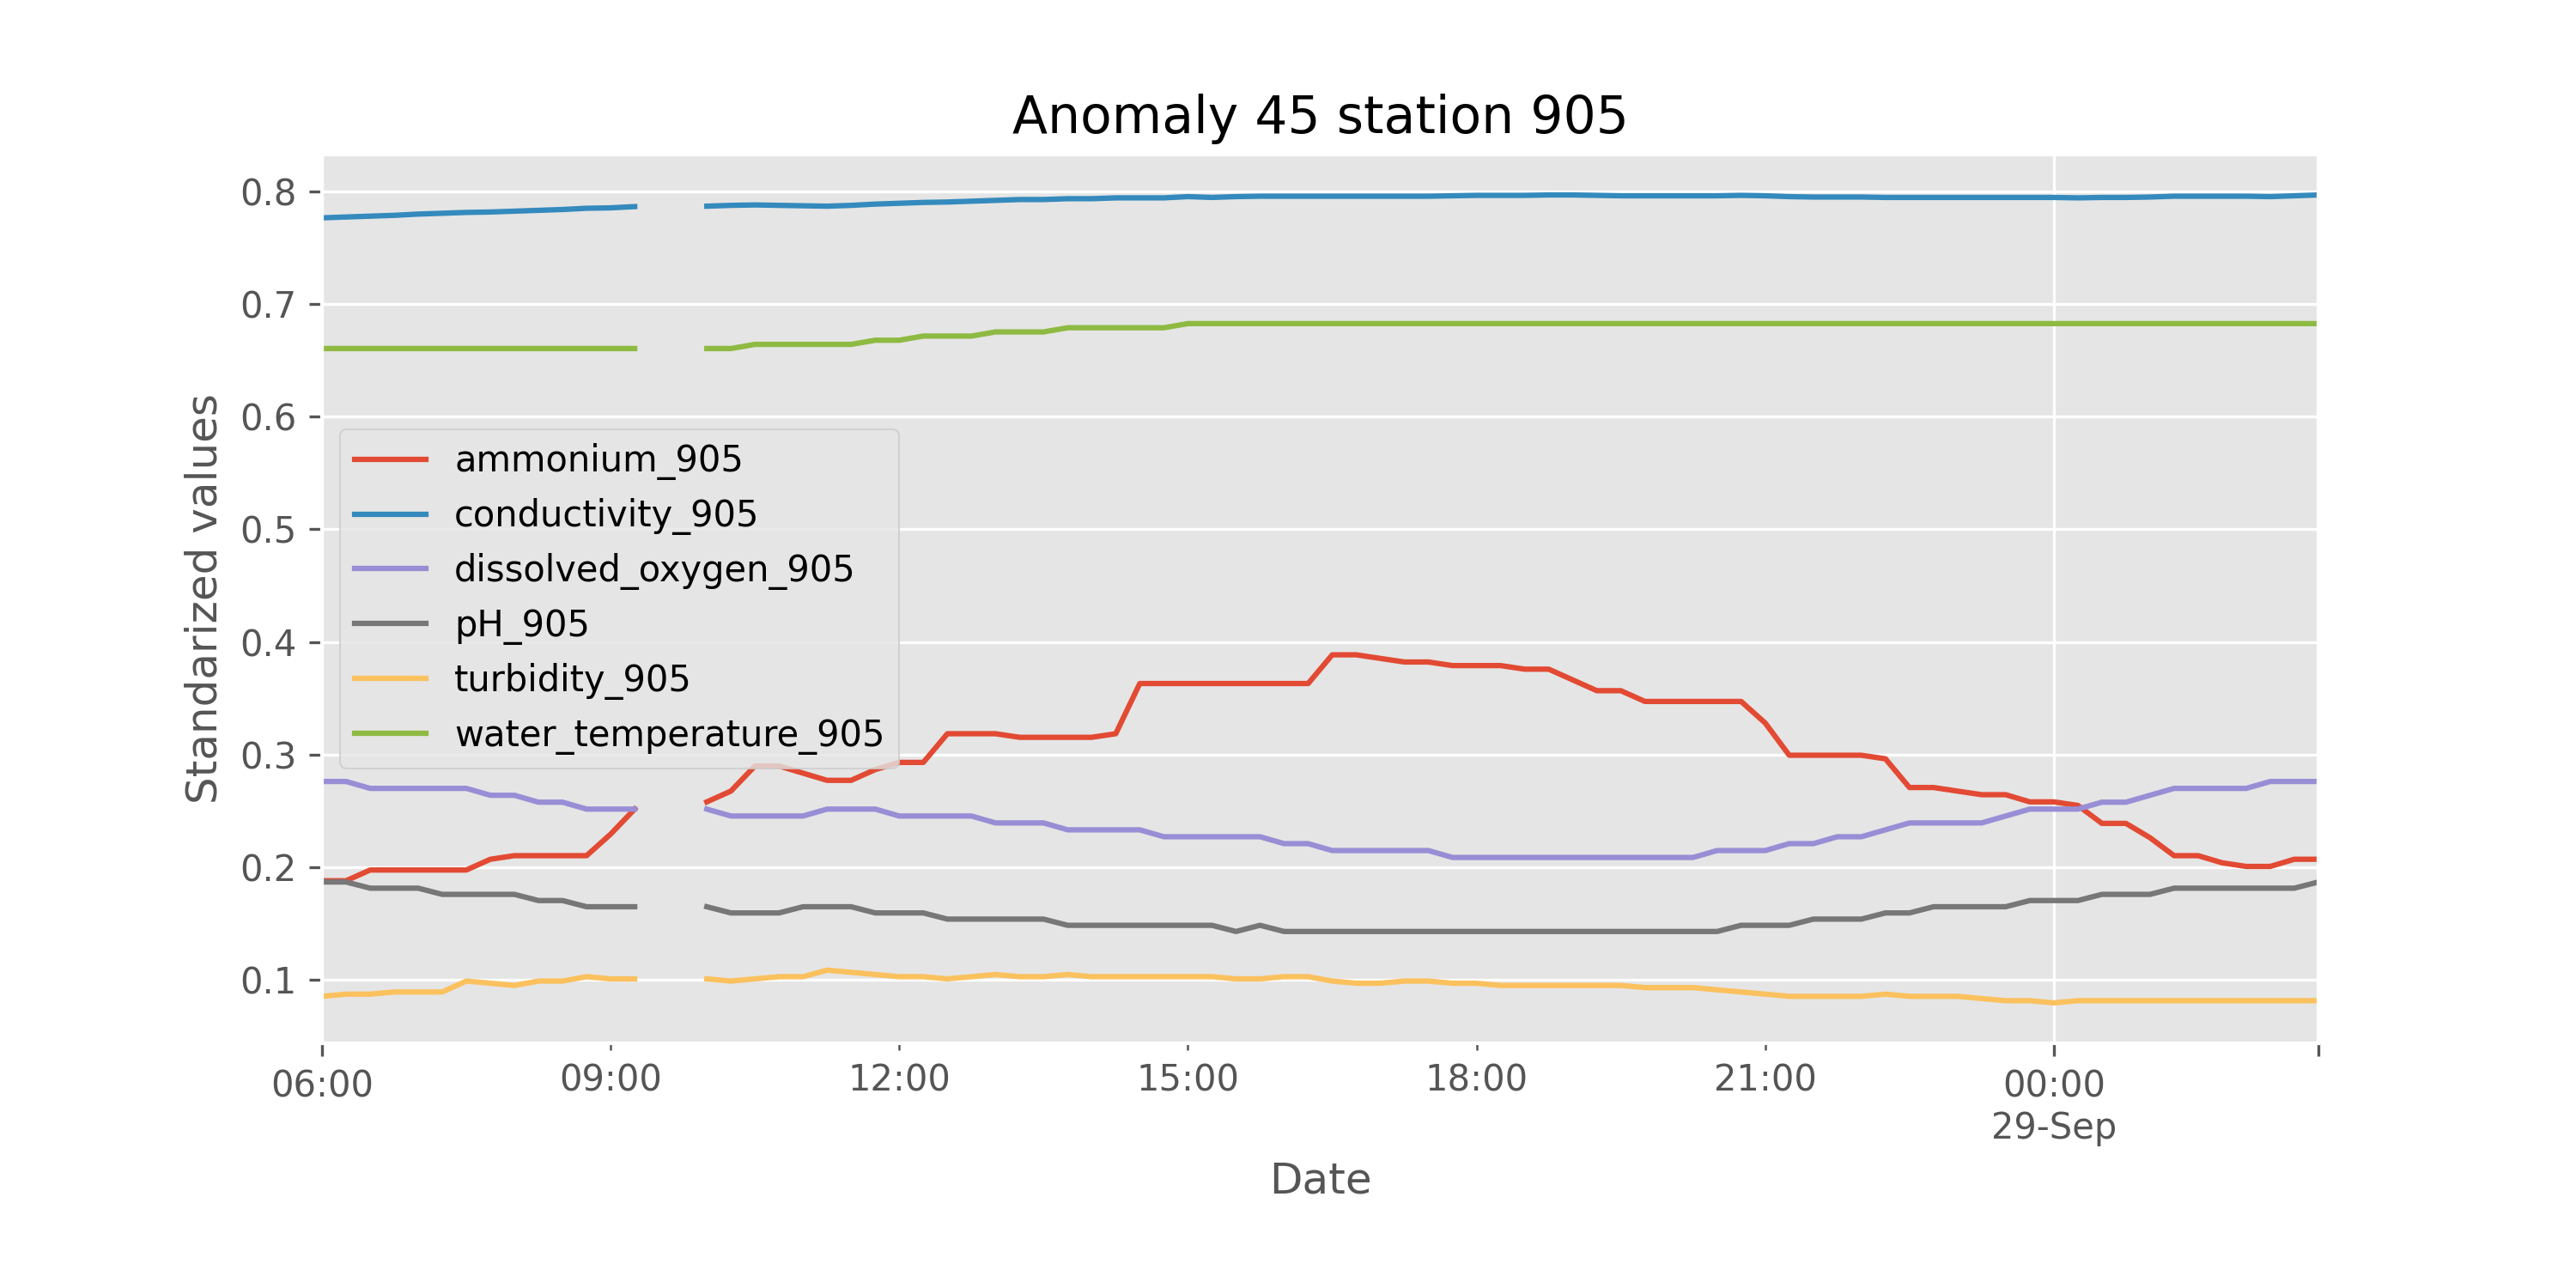 Anomaly 45 station 905
Standarized values
0.8
0.7
0.6
0.5
0.4
0.3
0.2
0.1
ammonium_905
conductivity_905
dissolved_oxygen_905
pH_905
turbidity_905
water_temperature_905
06:00 09:00 12:00 15:00 18:00 21:00 00:00
29-Sep
Date